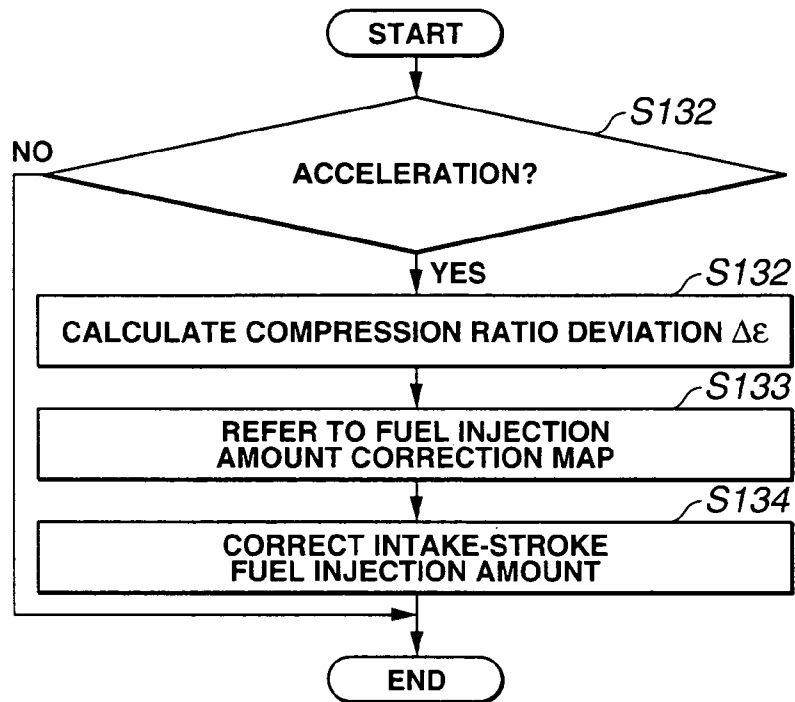 START
S132
NO
ACCELERATION?
YES
S132
CALCULATE COMPRESSION RATIO DEVIATION Δε
S133
REFER TO FUEL INJECTION
AMOUNT CORRECTION MAP
S134
CORRECT INTAKE-STROKE
FUEL INJECTION AMOUNT
END